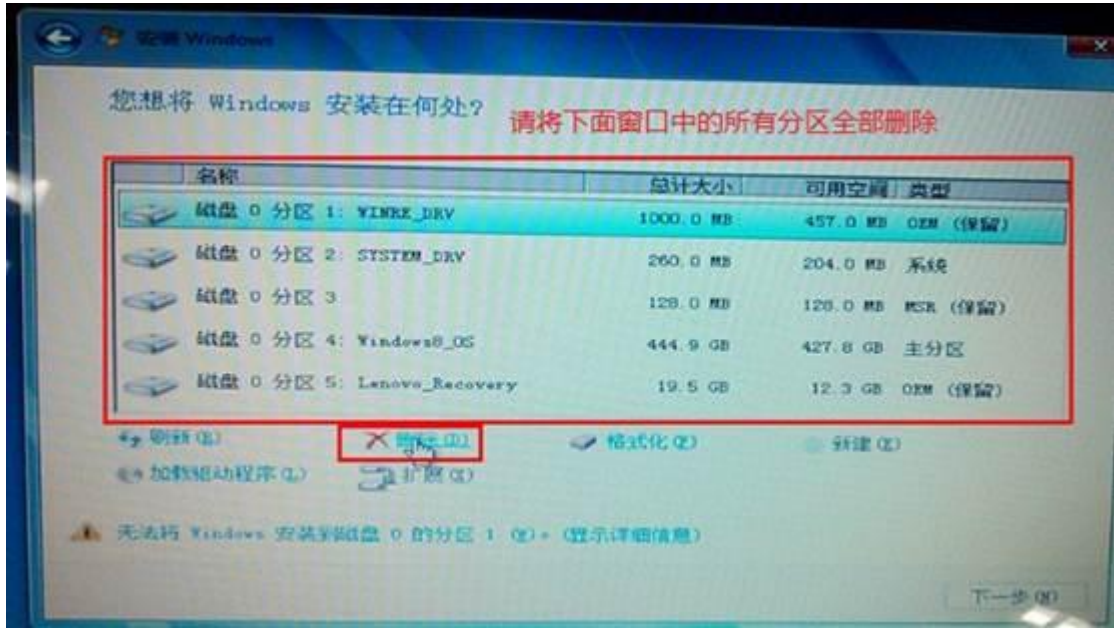 安装 Windows
您想将 Windows 安装在何处?
请将下面窗口中的所有分区全部删除
名称 总计大小 可用空间 类型
磁盘 0 分区 1: WINRE_DRV 1000.0 MB 457.0 MB OEM (保留)
磁盘 0 分区 2: SYSTEM_DRV 260.0 MB 204.0 MB 系统
磁盘 0 分区 3 128.0 MB 128.0 MB MSR (保留)
磁盘 0 分区 4: Windows8_OS 444.9 GB 427.8 GB 主分区
磁盘 0 分区 5: Lenovo_Recovery 19.5 GB 12.3 GB OEM (保留)
刷新(R) 删除(D) 格式化(F) 新建(E)
加载驱动程序(L) 扩展(X)
无法将 Windows 安装到磁盘 0 的分区 1 (W)。(显示详细信息)
下一步(N)